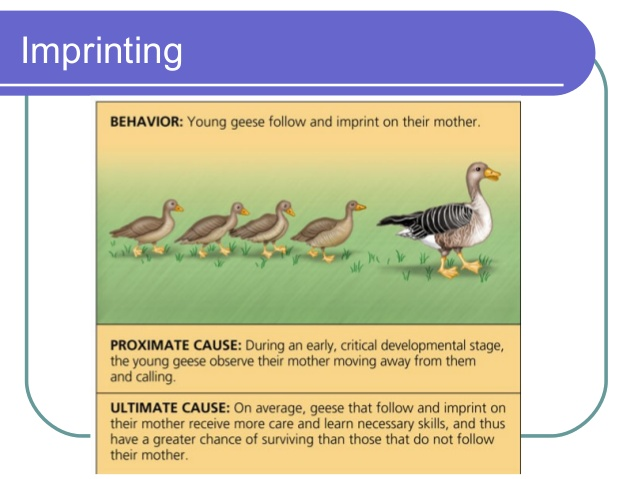 Imprinting
BEHAVIOR: Young geese follow and imprint on their mother.
PROXIMATE CAUSE: During an early, critical developmental stage,
the young geese observe their mother moving away from them
and calling.
ULTIMATE CAUSE: On average, geese that follow and imprint on
their mother receive more care and learn necessary skills, and thus
have a greater chance of surviving than those that do not follow
their mother.